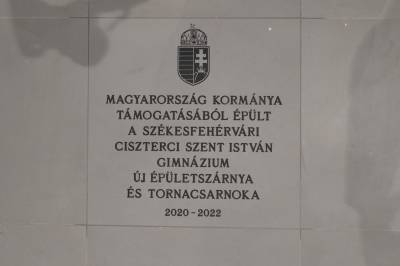 MAGYARORSZÁG KORMÁNYA
TÁMOGATÁSÁBÓL ÉPÜLT
A SZÉKESFEHÉRVÁRI
CISZTERCI SZENT ISTVÁN
GIMNÁZIUM
ÚJ ÉPÜLETSZÁRNYA
ÉS TORNACSARNOKA
2020-2022